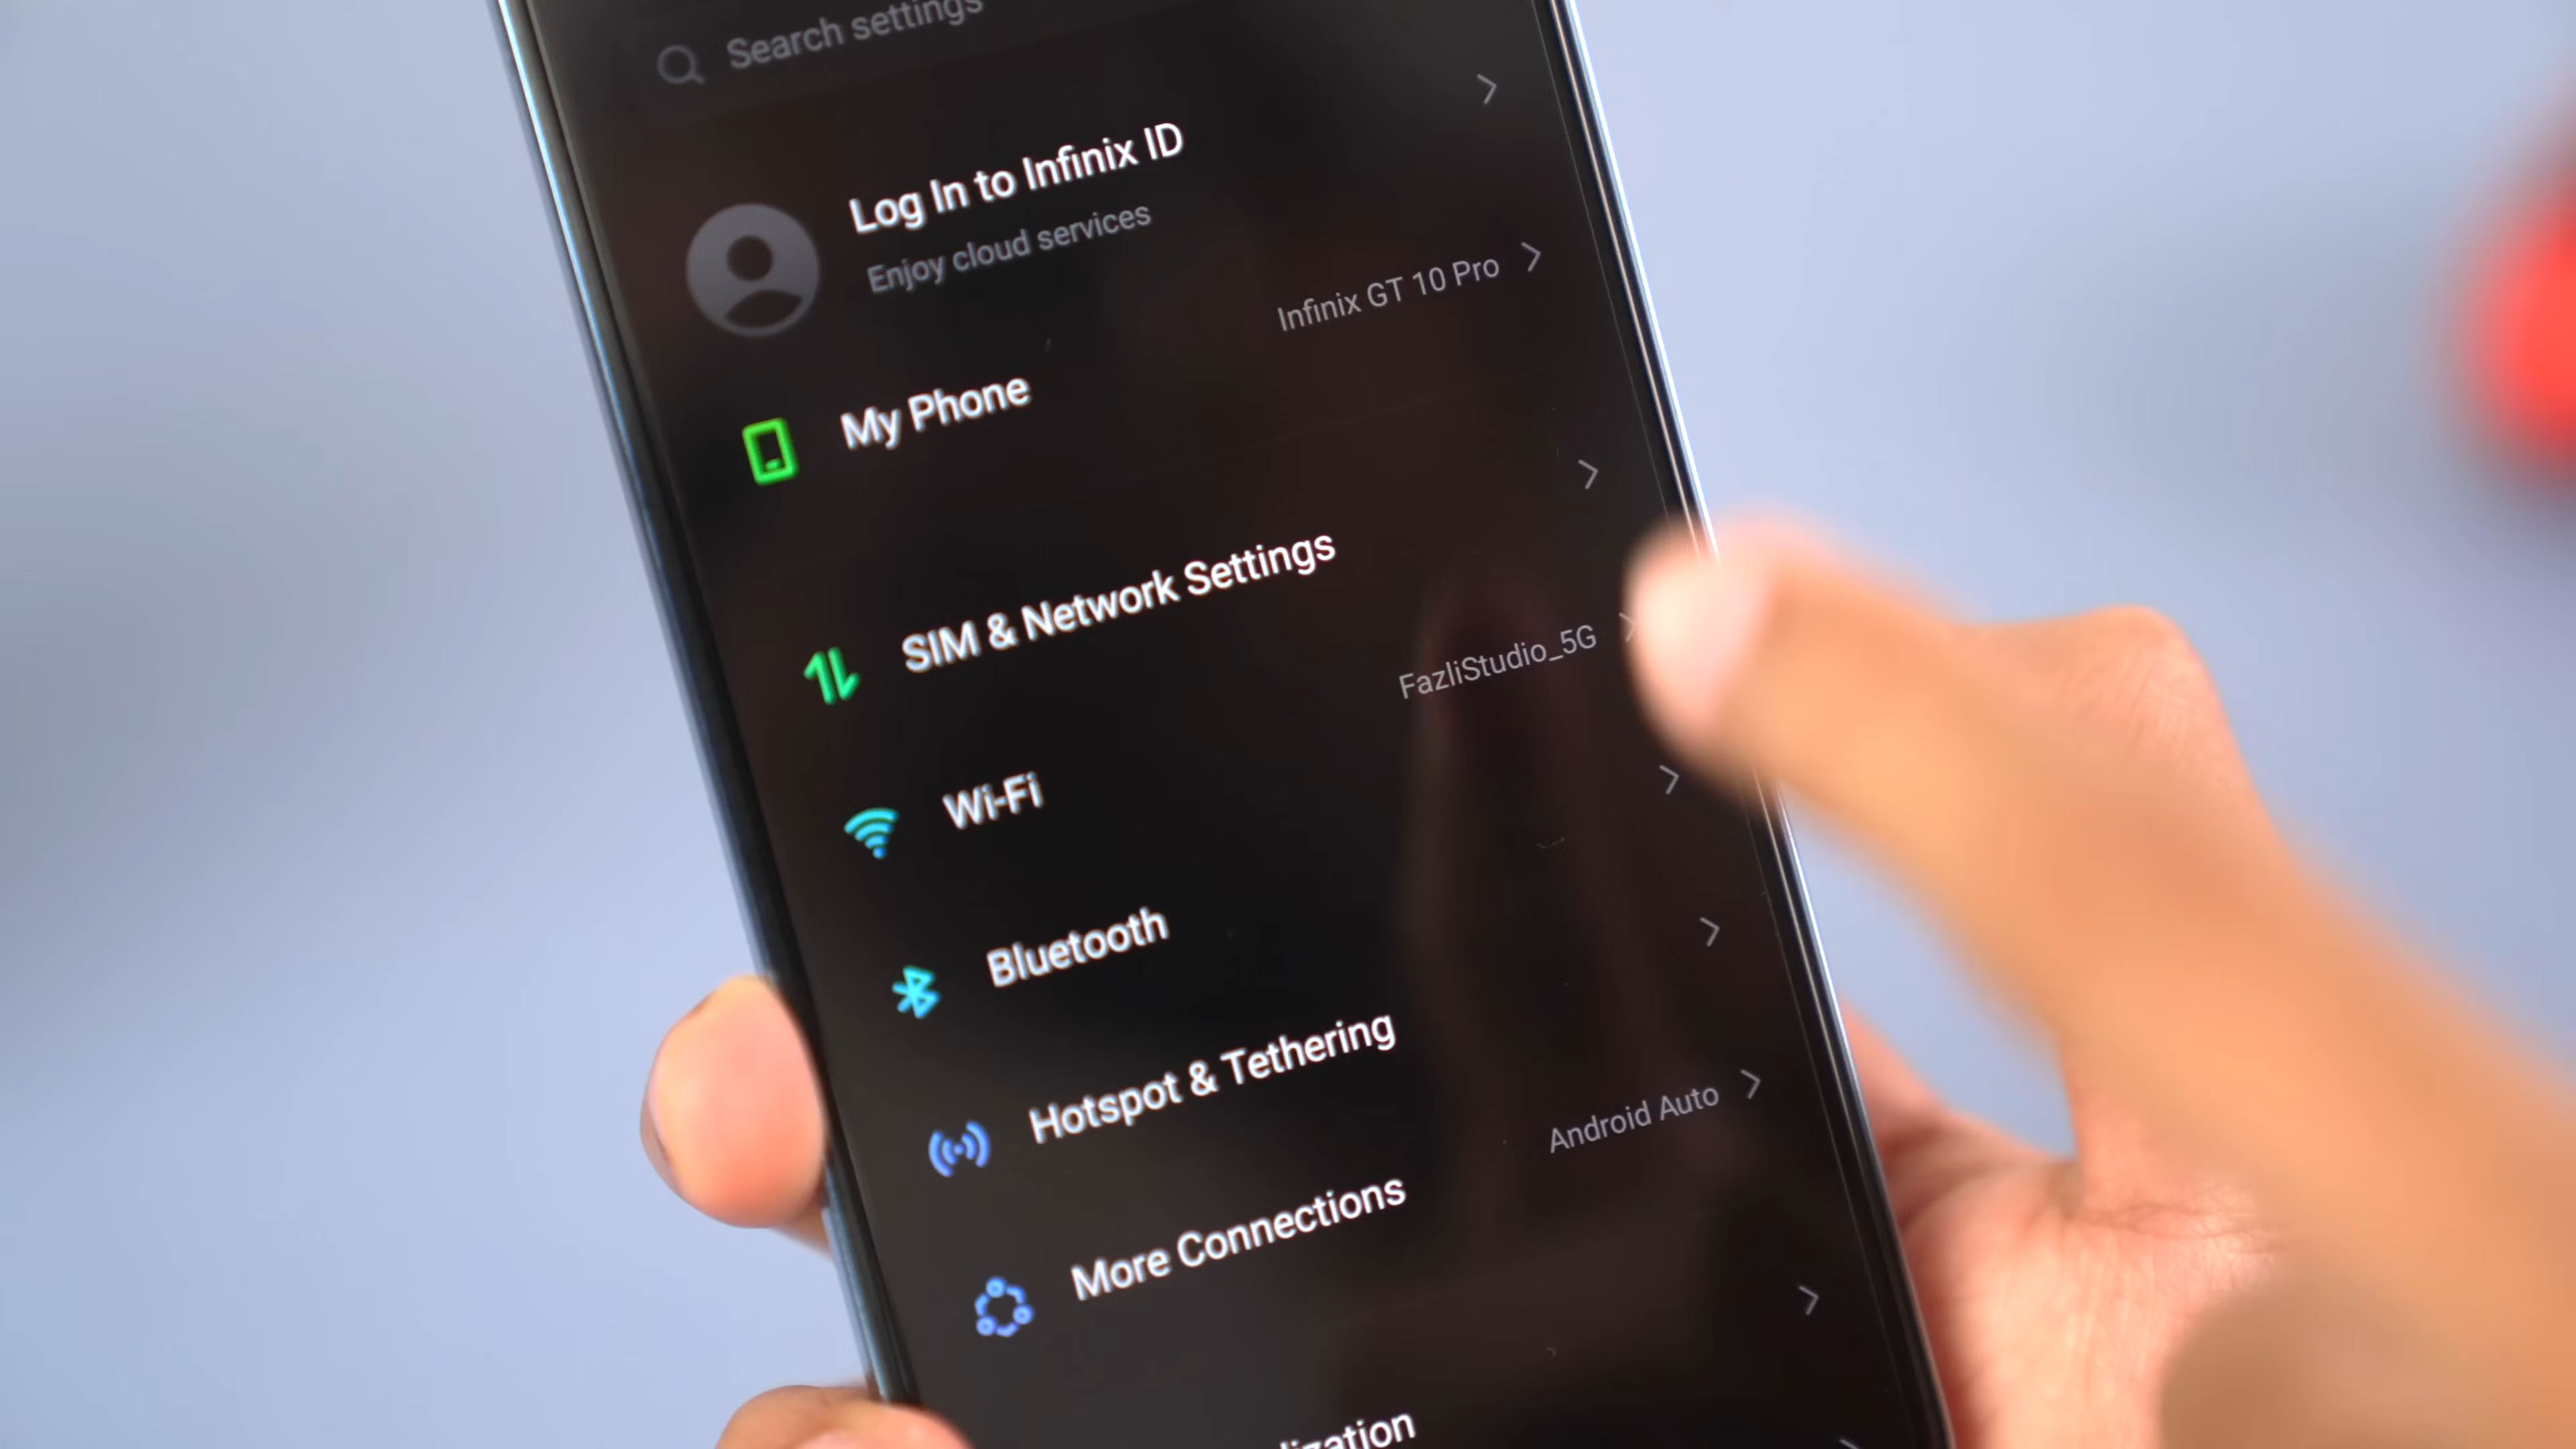 Search settings
Log In to Infinix ID
Enjoy cloud services
My Phone
Infinix GT 10 Pro
SIM & Network Settings
Wi-Fi
FazliStudio_5G
Bluetooth
Hotspot & Tethering
More Connections
Android Auto